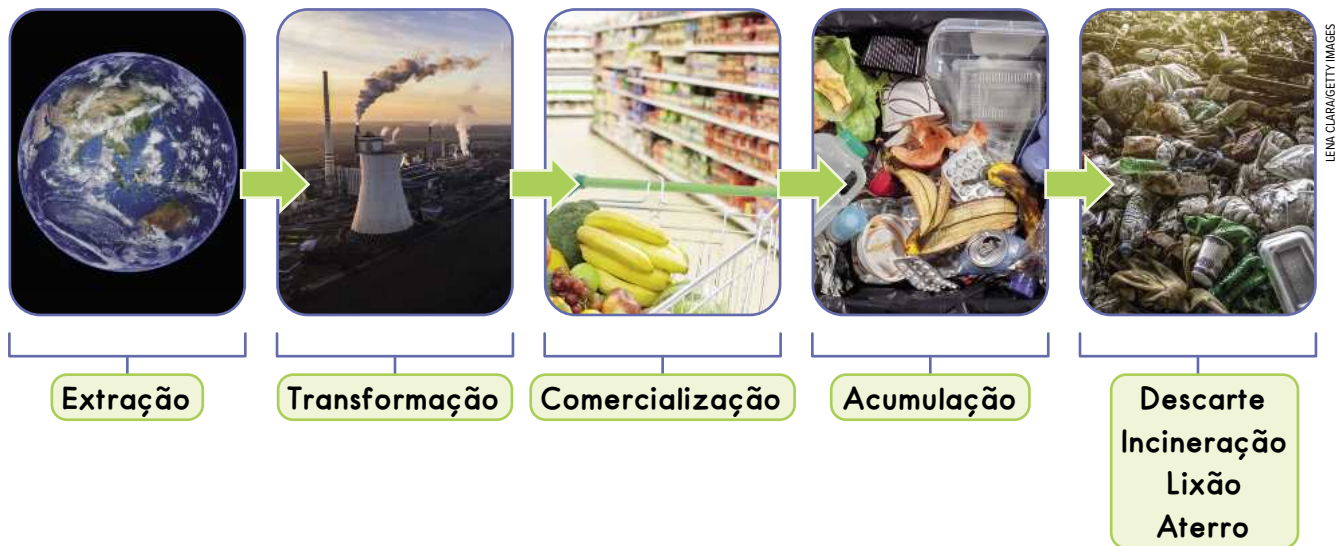 LENA CLARA/GETTY IMAGES
Extração
Transformação
Comercialização
Acumulação
Descarte
Incineração
Lixão
Aterro